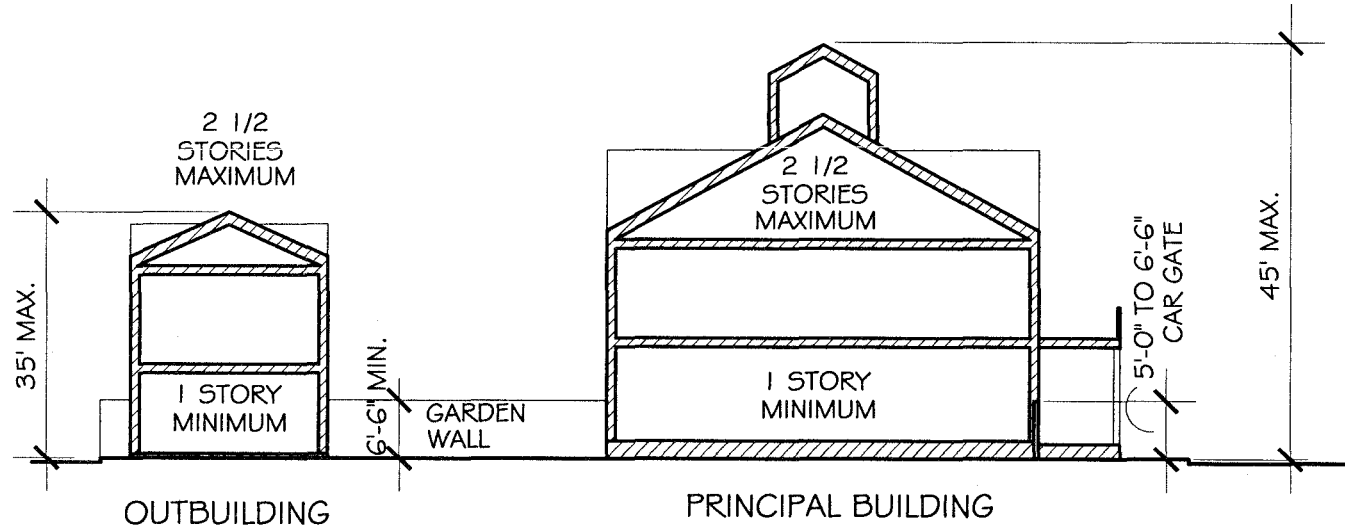 2 1/2
STORIES
MAXIMUM
35' MAX.
1 STORY
MINIMUM
6'-6" MIN.
GARDEN
WALL
2 1/2
STORIES
MAXIMUM
1 STORY
MINIMUM
5'-0" TO 6'-6"
CAR GATE
45' MAX.
OUTBUILDING
PRINCIPAL BUILDING